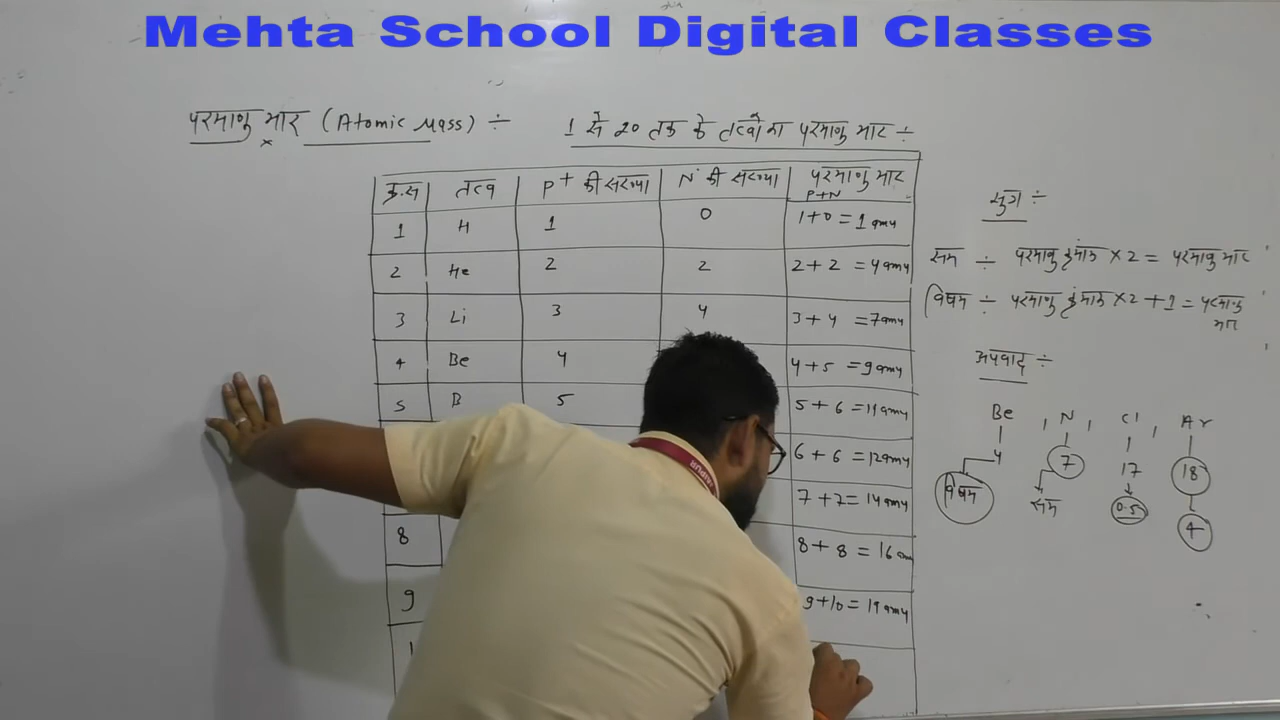 Mehta School Digital Classes
परमाणु भार (Atomic Mass) ÷
1 से 20 तक के तत्वों का परमाणु भार ÷
क्र.स तत्व P+ की संख्या N की संख्या परमाणु भार
P+N
1 H 1 0 1+0 = 1 amu
2 He 2 2 2+2 = 4 amu
3 Li 3 4 3+4 = 7 amu
4 Be 4 4+5 = 9 amu
5 B 5 5+6 = 11 amu
6+6 = 12 amu
7+7 = 14 amu
8 8+8 = 16 am
9 9+10 = 19 amu
1
सुत्र ÷
सम ÷ परमाणु क्रंमाक × 2 = परमाणु भार
विषम ÷ परमाणु क्रंमाक × 2 + 1 = परमाणु
भार
अपवाद ÷
Be , N , Cl , Ar
4 7 17 18
विषम सम 0.5 4
JAIPUR